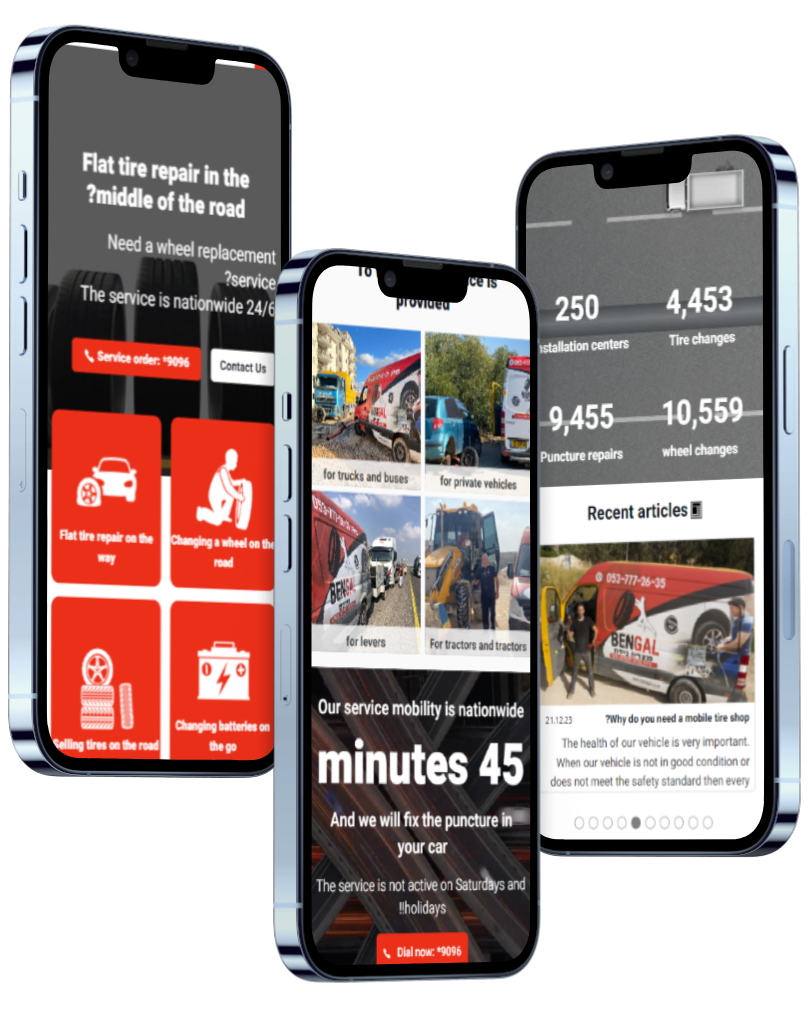 Flat tire repair in the
?middle of the road
Need a wheel replacement
?service
The service is nationwide 24/6
Service order: *9096
Contact Us
Flat tire repair on the
way
Changing a wheel on the
road
Selling tires on the road
Changing batteries on
the go
provided
for trucks and buses
for private vehicles
BENGAL
for levers
For tractors and tractors
Our service mobility is nationwide
minutes 45
And we will fix the puncture in
your car
The service is not active on Saturdays and
!!holidays
Dial now: *9096
250
4,453
nstallation centers
Tire changes
9,455
10,559
Puncture repairs
wheel changes
Recent articles
053-777-26-35
BENGAL
21.12.23
?Why do you need a mobile tire shop
The health of our vehicle is very important.
When our vehicle is not in good condition or
does not meet the safety standard then every